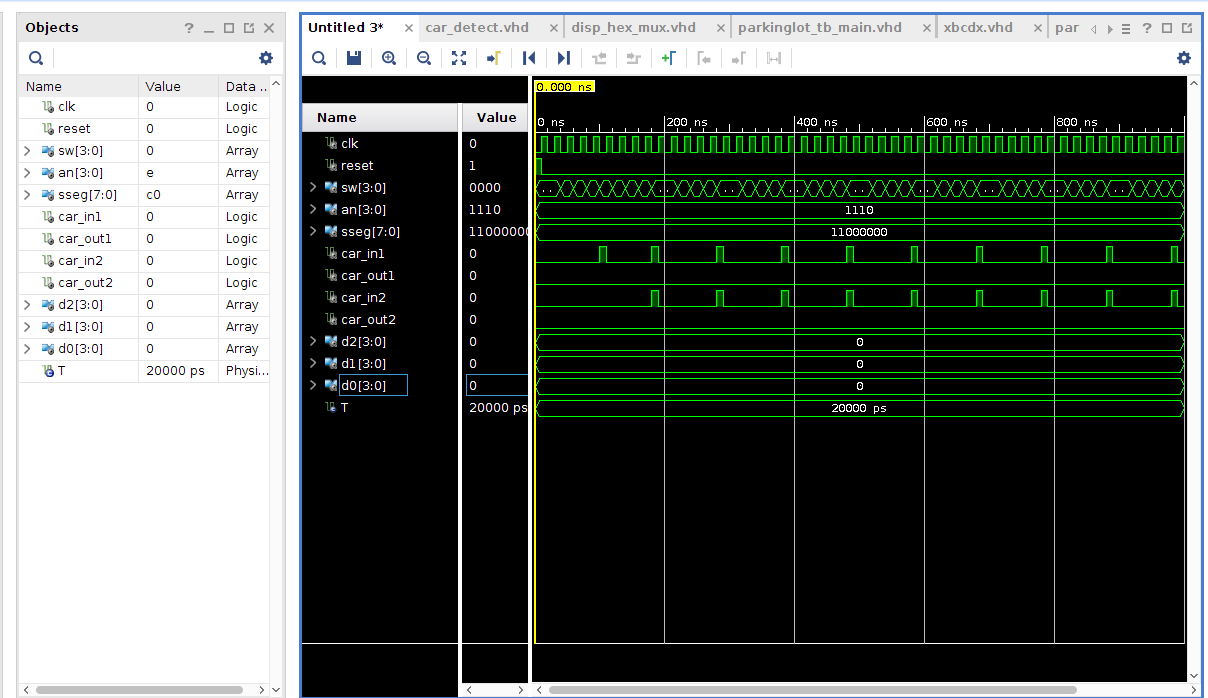 Objects
Name Value Data ..
clk 0 Logic
reset 0 Logic
sw[3:0] 0 Array
an[3:0] e Array
sseg[7:0] c0 Array
car_in1 0 Logic
car_out1 0 Logic
car_in2 0 Logic
car_out2 0 Logic
d2[3:0] 0 Array
d1[3:0] 0 Array
d0[3:0] 0 Array
T 20000 ps Physi...
Untitled 3* car_detect.vhd disp_hex_mux.vhd parkinglot_tb_main.vhd xbcdx.vhd par
0.000 ns
Name Value
0 ns 200 ns 400 ns 600 ns 800 ns
clk 0
reset 1
sw[3:0] 0000 ... ... ... ... ... ... ... ...
an[3:0] 1110 1110
sseg[7:0] 11000000 11000000
car_in1 0
car_out1 0
car_in2 0
car_out2 0
d2[3:0] 0 0
d1[3:0] 0 0
d0[3:0] 0 0
T 20000 ps 20000 ps